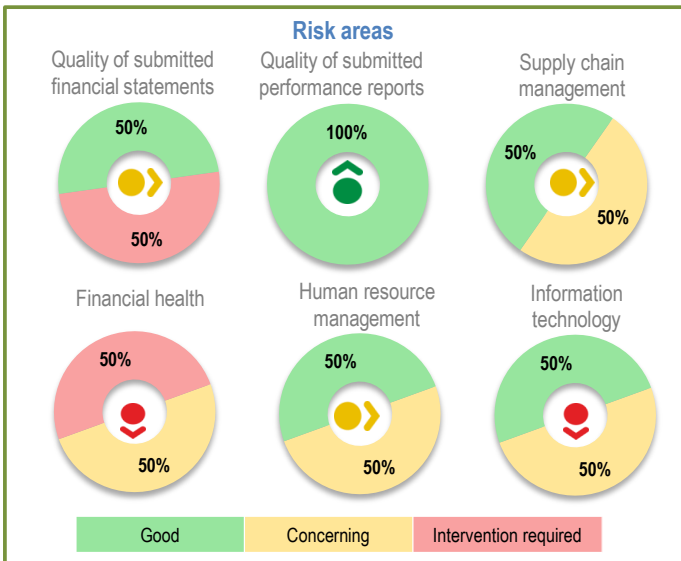 Risk areas
Quality of submitted
financial statements
50%
50%
Quality of submitted
performance reports
100%
Supply chain
management
50%
50%
Financial health
50%
50%
Human resource
management
50%
50%
Information
technology
50%
50%
Good
Concerning
Intervention required